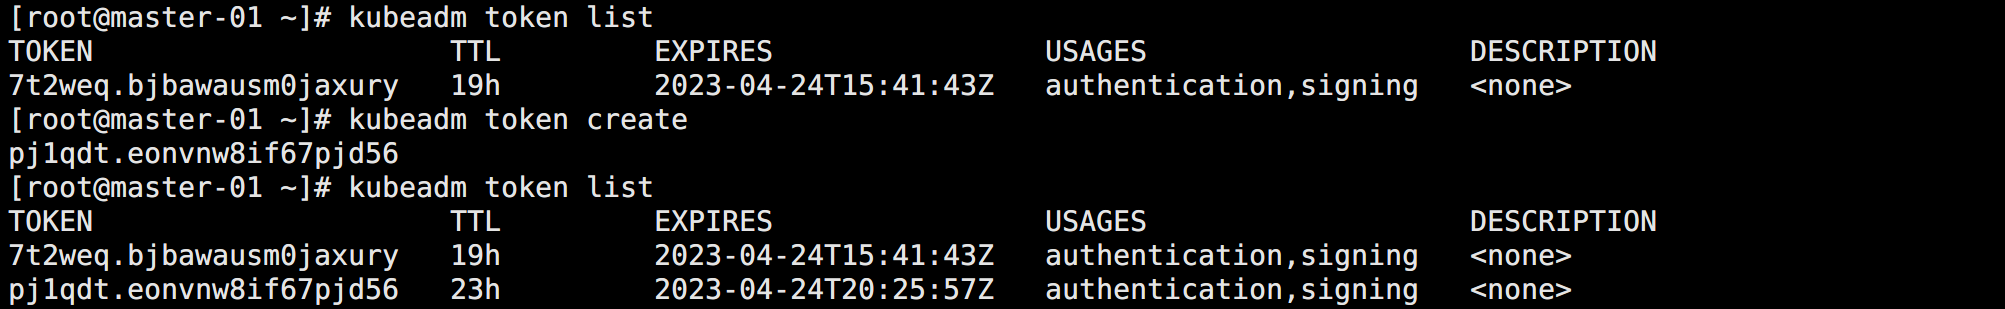 [root@master-01 ~]# kubeadm token list
TOKEN                     TTL         EXPIRES                USAGES                   DESCRIPTION
7t2weq.bjbawausm0jaxury   19h         2023-04-24T15:41:43Z   authentication,signing   <none>
[root@master-01 ~]# kubeadm token create
pj1qdt.eonvnw8if67pjd56
[root@master-01 ~]# kubeadm token list
TOKEN                     TTL         EXPIRES                USAGES                   DESCRIPTION
7t2weq.bjbawausm0jaxury   19h         2023-04-24T15:41:43Z   authentication,signing   <none>
pj1qdt.eonvnw8if67pjd56   23h         2023-04-24T20:25:57Z   authentication,signing   <none>